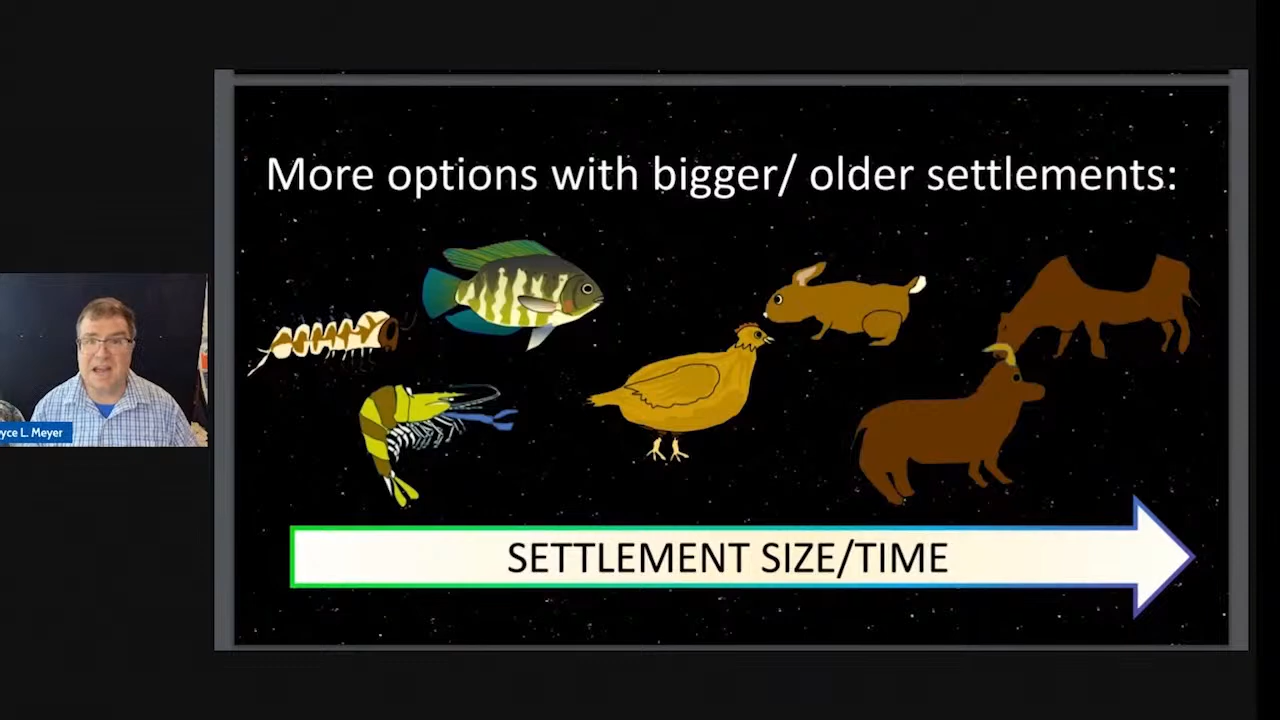 More options with bigger/ older settlements:
yce L. Meyer
SETTLEMENT SIZE/TIME